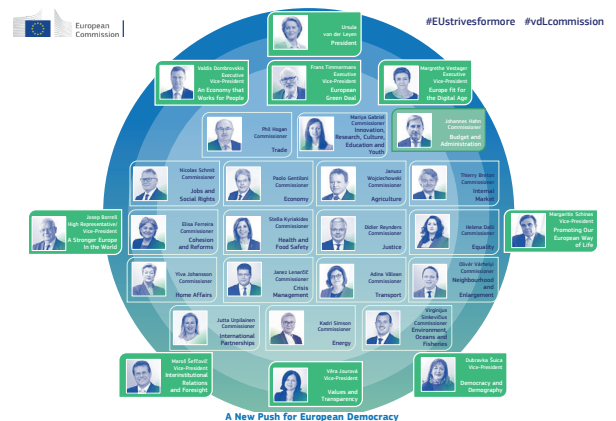 European
Commission
#EUstrivesformore #vdLcommission
Ursula
von der Leyen
President
Valdis Dombrovskis
Executive
Vice-President
An Economy that
Works for People
Frans Timmermans
Executive
Vice-President
European
Green Deal
Margrethe Vestager
Executive
Vice-President
Europe fit for
the Digital Age
Phil Hogan
Commissioner
Trade
Mariya Gabriel
Commissioner
Innovation,
Research, Culture,
Education and
Youth
Johannes Hahn
Commissioner
Budget and
Administration
Nicolas Schmit
Commissioner
Jobs and
Social Rights
Paolo Gentiloni
Commissioner
Economy
Janusz
Wojciechowski
Commissioner
Agriculture
Thierry Breton
Commissioner
Internal
Market
Josep Borrell
High Representative/
Vice-President
A Stronger Europe
in the World
Elisa Ferreira
Commissioner
Cohesion
and Reforms
Stella Kyriakides
Commissioner
Health and
Food Safety
Didier Reynders
Commissioner
Justice
Helena Dalli
Commissioner
Equality
Margaritis Schinas
Vice-President
Promoting Our
European Way
of Life
Ylva Johansson
Commissioner
Home Affairs
Janez Lenarčič
Commissioner
Crisis
Management
Adina Vălean
Commissioner
Transport
Olivér Várhelyi
Commissioner
Neighbourhood
and
Enlargement
Jutta Urpilainen
Commissioner
International
Partnerships
Kadri Simson
Commissioner
Energy
Virginijus
Sinkevičius
Commissioner
Environment,
Oceans and
Fisheries
Maroš Šefčovič
Vice-President
Interinstitutional
Relations
and Foresight
Věra Jourová
Vice-President
Values and
Transparency
Dubravka Šuica
Vice-President
Democracy and
Demography
A New Push for European Democracy